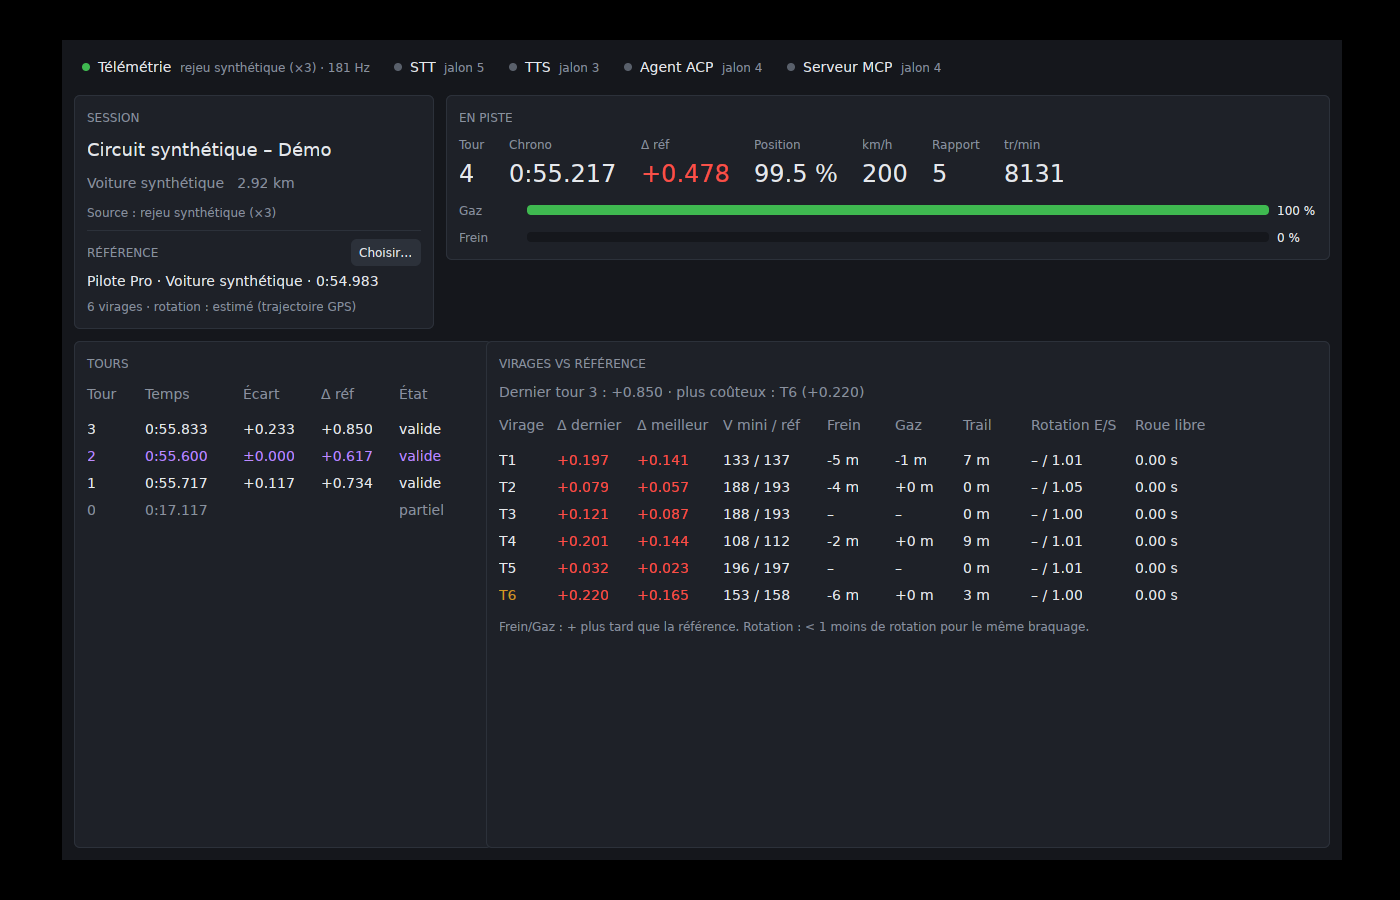 Télémétrie rejeu synthétique (×3) · 181 Hz STT jalon 5 TTS jalon 3 Agent ACP jalon 4 Serveur MCP jalon 4
SESSION
Circuit synthétique – Démo
Voiture synthétique 2.92 km
Source : rejeu synthétique (×3)
RÉFÉRENCE Choisir...
Pilote Pro · Voiture synthétique · 0:54.983
6 virages · rotation : estimé (trajectoire GPS)
EN PISTE
Tour Chrono Δ réf Position km/h Rapport tr/min
4 0:55.217 +0.478 99.5 % 200 5 8131
Gaz 100 %
Frein 0 %
TOURS
Tour Temps Écart Δ réf État
3 0:55.833 +0.233 +0.850 valide
2 0:55.600 ±0.000 +0.617 valide
1 0:55.717 +0.117 +0.734 valide
0 0:17.117 partiel
VIRAGES VS RÉFÉRENCE
Dernier tour 3 : +0.850 · plus coûteux : T6 (+0.220)
Virage Δ dernier Δ meilleur V mini / réf Frein Gaz Trail Rotation E/S Roue libre
T1 +0.197 +0.141 133 / 137 -5 m -1 m 7 m – / 1.01 0.00 s
T2 +0.079 +0.057 188 / 193 -4 m +0 m 0 m – / 1.05 0.00 s
T3 +0.121 +0.087 188 / 193 – – 0 m – / 1.00 0.00 s
T4 +0.201 +0.144 108 / 112 -2 m +0 m 9 m – / 1.01 0.00 s
T5 +0.032 +0.023 196 / 197 – – 0 m – / 1.01 0.00 s
T6 +0.220 +0.165 153 / 158 -6 m +0 m 3 m – / 1.00 0.00 s
Frein/Gaz : + plus tard que la référence. Rotation : < 1 moins de rotation pour le même braquage.